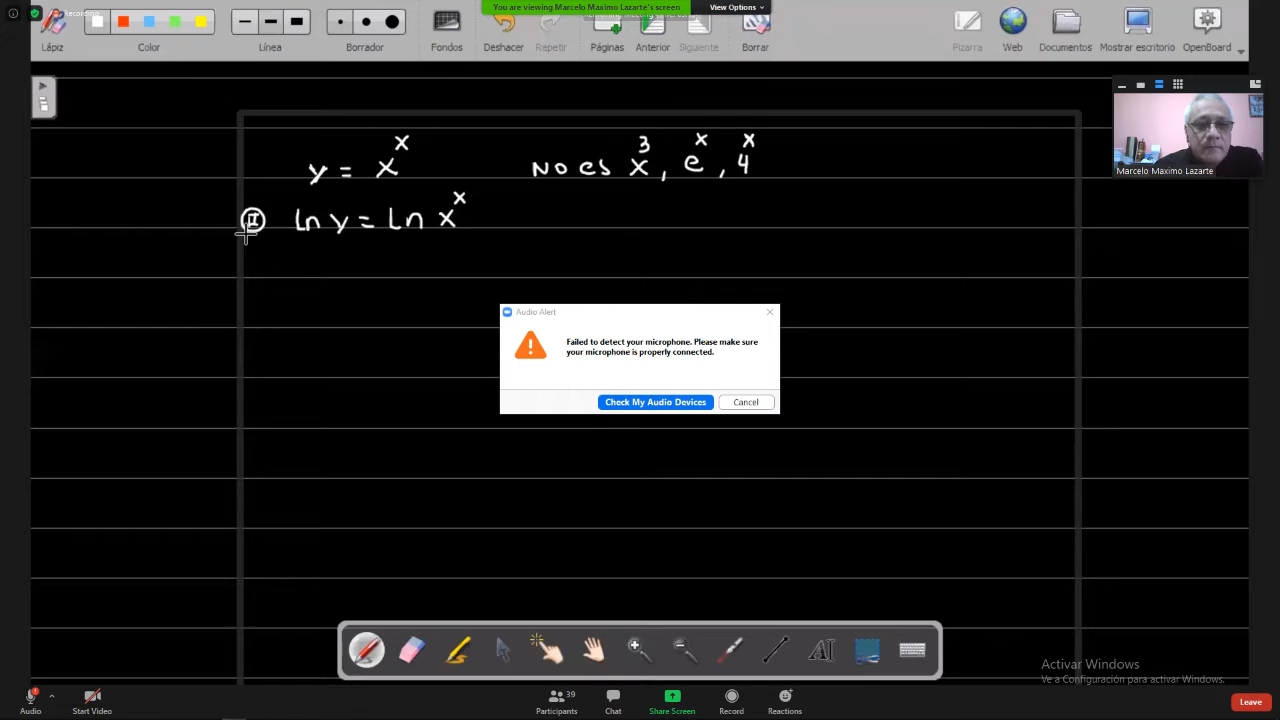 You are viewing Marcelo Maximo Lazarte's screen
View Options
Recording
Lápiz
Color
Línea
Borrador
Fondos
Deshacer
Repetir
Páginas
Anterior
Siguiente
Borrar
Pizarra
Web
Documentos
Mostrar escritorio
OpenBoard
Marcelo Maximo Lazarte
y = x^x
No es x^3, e^x, 4^x
II ln y = ln x^x
Audio Alert
Failed to detect your microphone. Please make sure
your microphone is properly connected.
Check My Audio Devices
Cancel
Activar Windows
Ve a Configuración para activar Windows.
Audio
Start Video
39
Participants
Chat
Share Screen
Record
Reactions
Leave